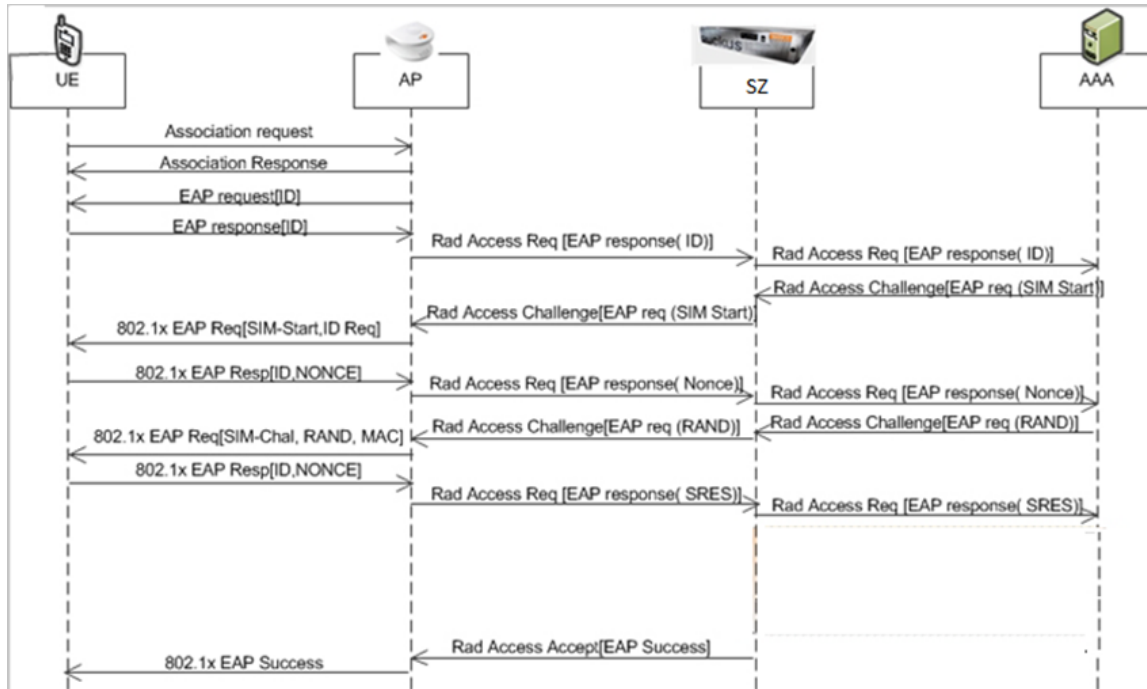 UE
AP
SZ
AAA
Association request
Association Response
EAP request[ID]
EAP response[ID]
Rad Access Req [EAP response( ID)]
Rad Access Req [EAP response( ID)]
Rad Access Challenge[EAP req (SIM Start)]
Rad Access Challenge[EAP req (SIM Start)]
802.1x EAP Req[SIM-Start,ID Req]
802.1x EAP Resp[ID,NONCE]
Rad Access Req [EAP response( Nonce)]
Rad Access Req [EAP response( Nonce)]
Rad Access Challenge[EAP req (RAND)]
Rad Access Challenge[EAP req (RAND)]
802.1x EAP Req[SIM-Chal, RAND, MAC]
802.1x EAP Resp[ID,NONCE]
Rad Access Req [EAP response( SRES)]
Rad Access Req [EAP response( SRES)]
Rad Access Accept[EAP Success]
802.1x EAP Success